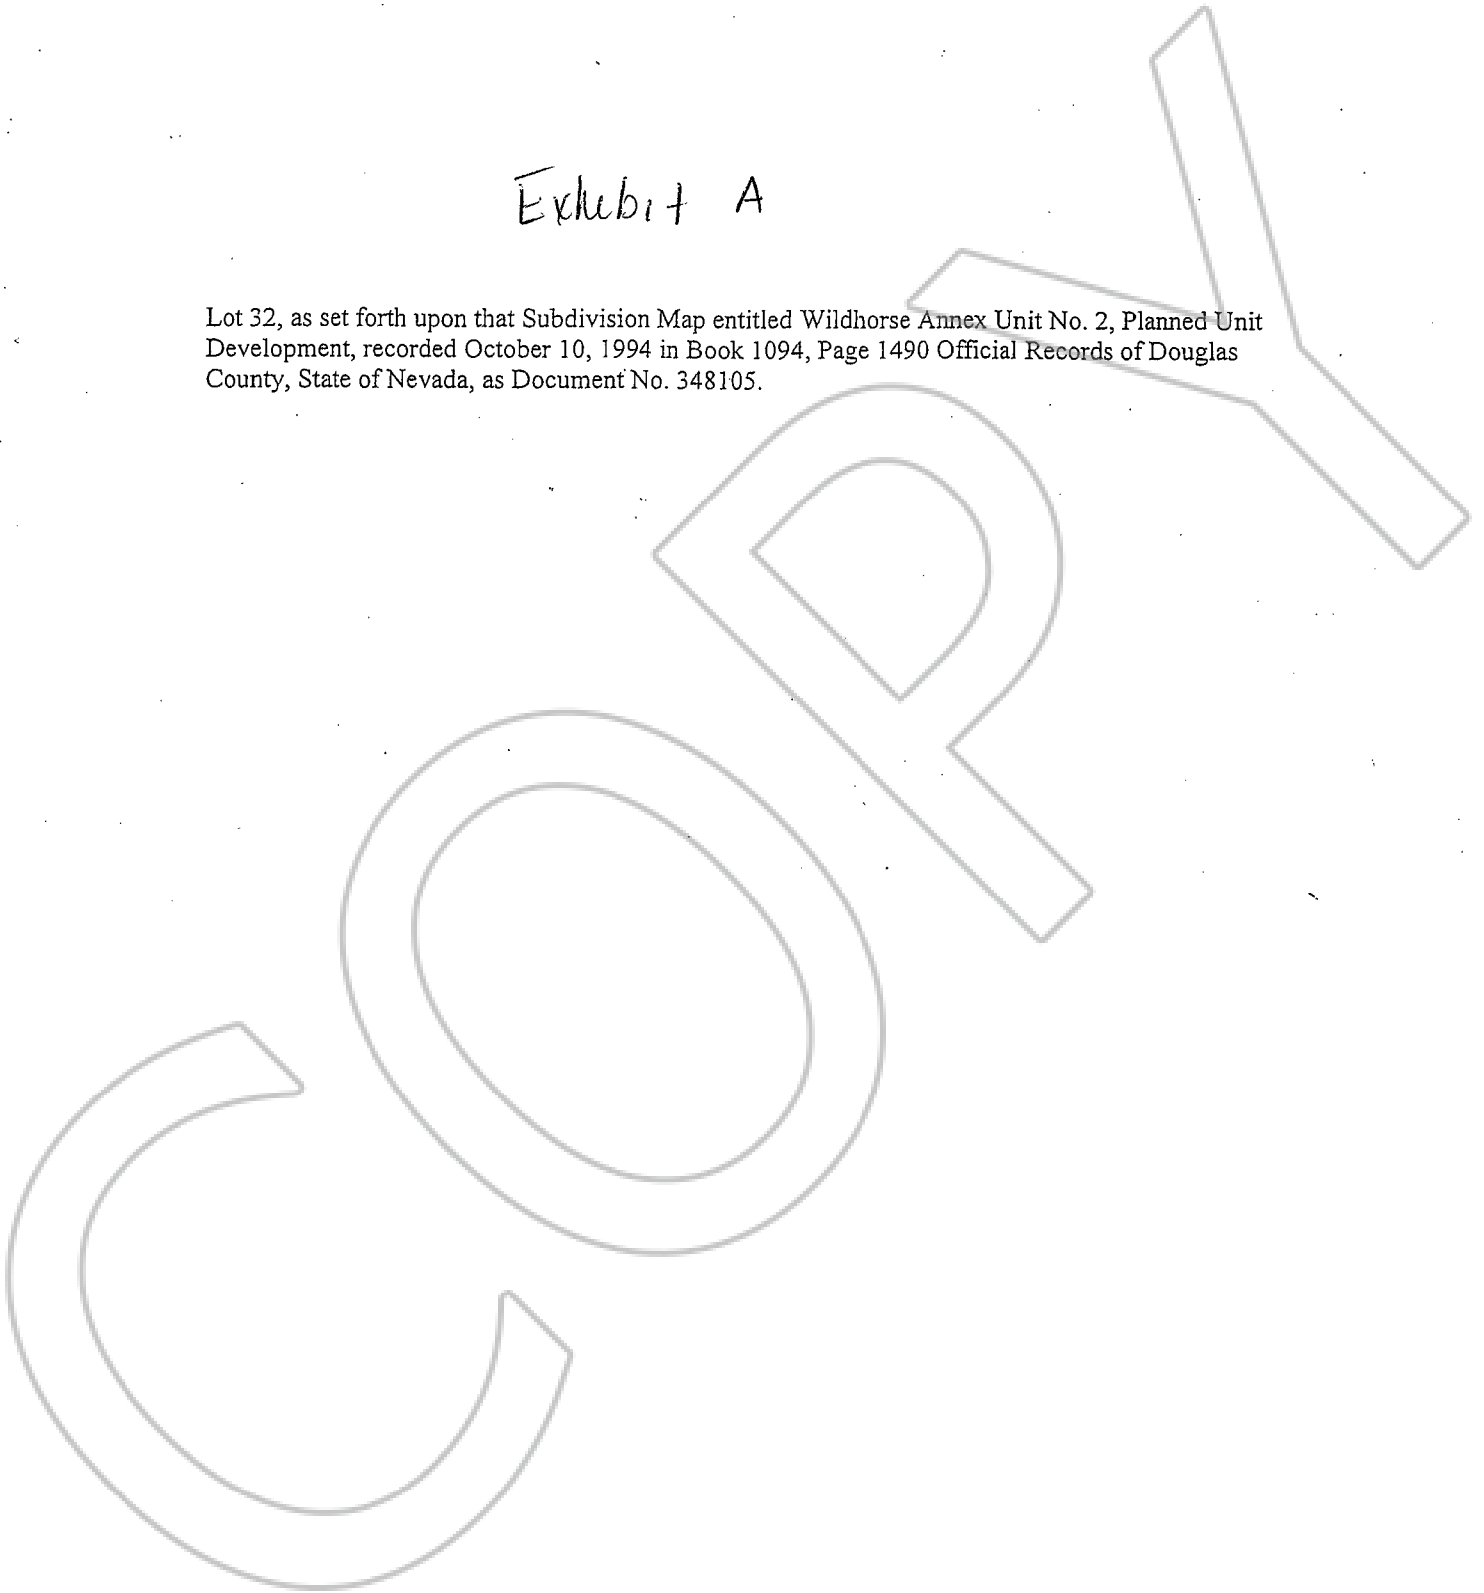 Exhibit A
Lot 32, as set forth upon that Subdivision Map entitled Wildhorse Annex Unit No. 2, Planned Unit
Development, recorded October 10, 1994 in Book 1094, Page 1490 Official Records of Douglas
County, State of Nevada, as Document No. 348105.
COPY